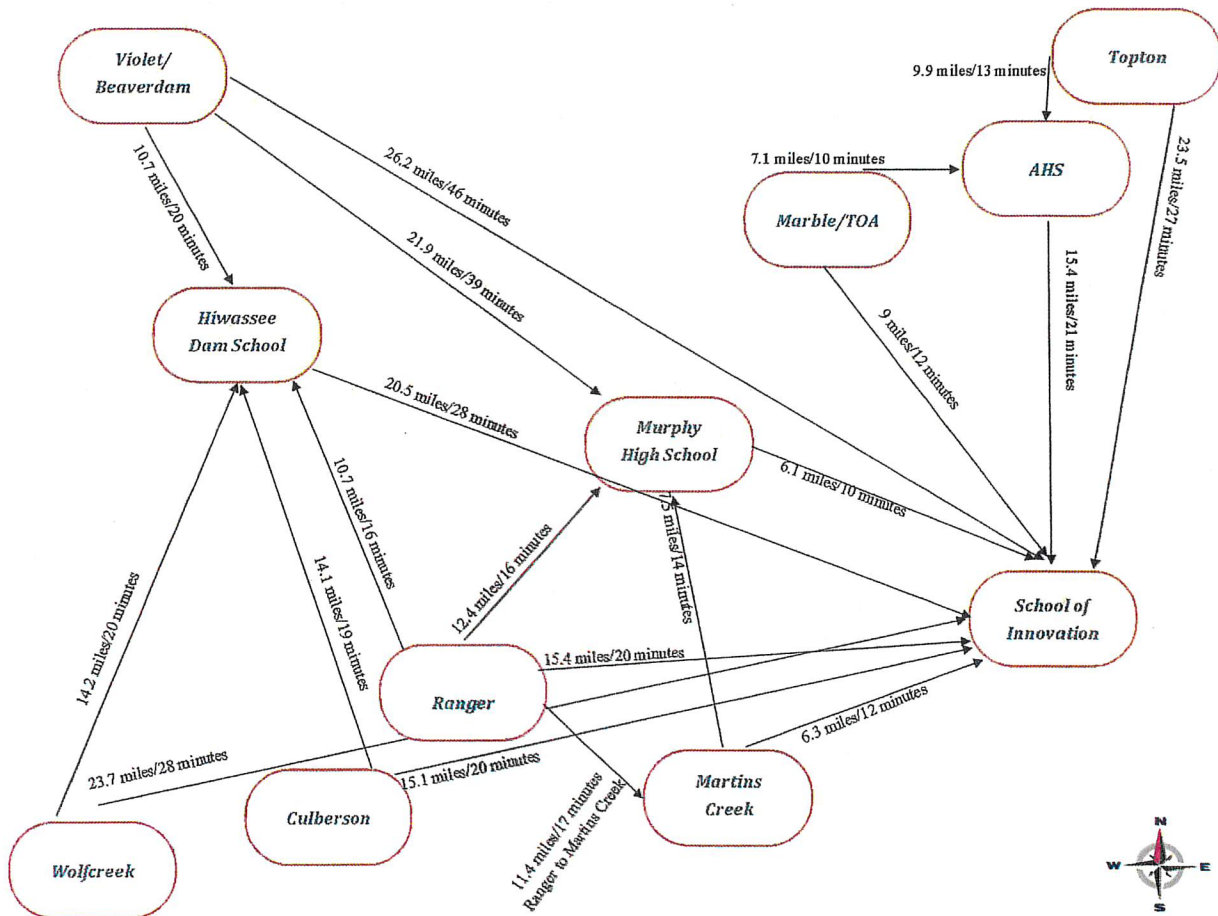 Violet/
Beaverdam
Topton
9.9 miles/13 minutes
AHS
7.1 miles/10 minutes
Marble/TOA
23.5 miles/27 minutes
10.7 miles/20 minutes
26.2 miles/46 minutes
21.9 miles/39 minutes
15.4 miles/21 minutes
9 miles/12 minutes
Hiwassee
Dam School
20.5 miles/28 minutes
Murphy
High School
6.1 miles/10 minutes
10.7 miles/16 minutes
7.5 miles/14 minutes
12.4 miles/16 minutes
14.1 miles/19 minutes
14.2 miles/20 minutes
School of
Innovation
15.4 miles/20 minutes
Ranger
6.3 miles/12 minutes
23.7 miles/28 minutes
15.1 miles/20 minutes
Culberson
Martins
Creek
11.4 miles/17 minutes
Ranger to Martins Creek
Wolfcreek
N
W
E
S